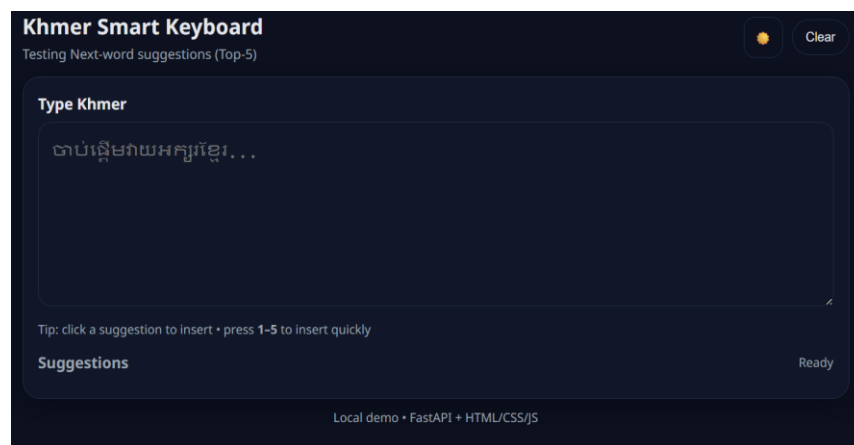 Khmer Smart Keyboard
Clear
Testing Next-word suggestions (Top-5)
Type Khmer
ចាប់ផ្តើមវាយអក្សរខ្មែរ...
Tip: click a suggestion to insert • press 1–5 to insert quickly
Suggestions
Ready
Local demo • FastAPI + HTML/CSS/JS